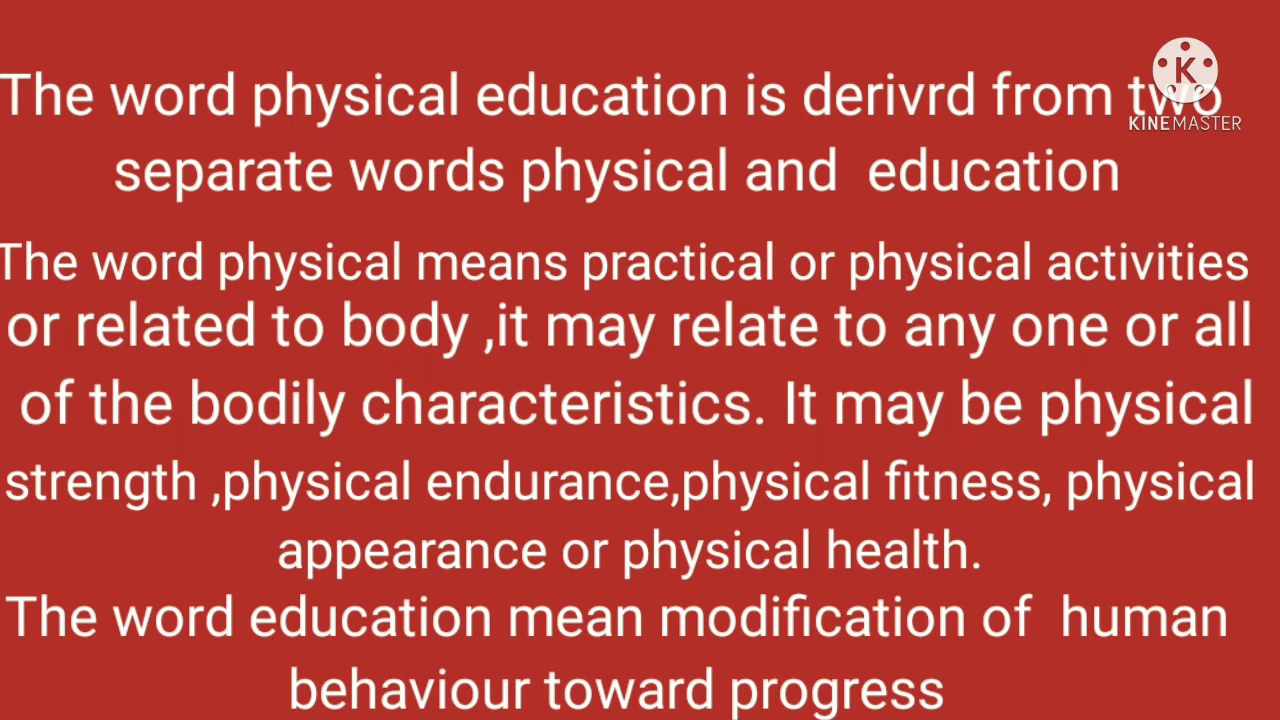 The word physical education is derivrd from two
separate words physical and education
The word physical means practical or physical activities
or related to body ,it may relate to any one or all
of the bodily characteristics. It may be physical
strength ,physical endurance,physical fitness, physical
appearance or physical health.
The word education mean modification of human
behaviour toward progress
K
KINEMASTER